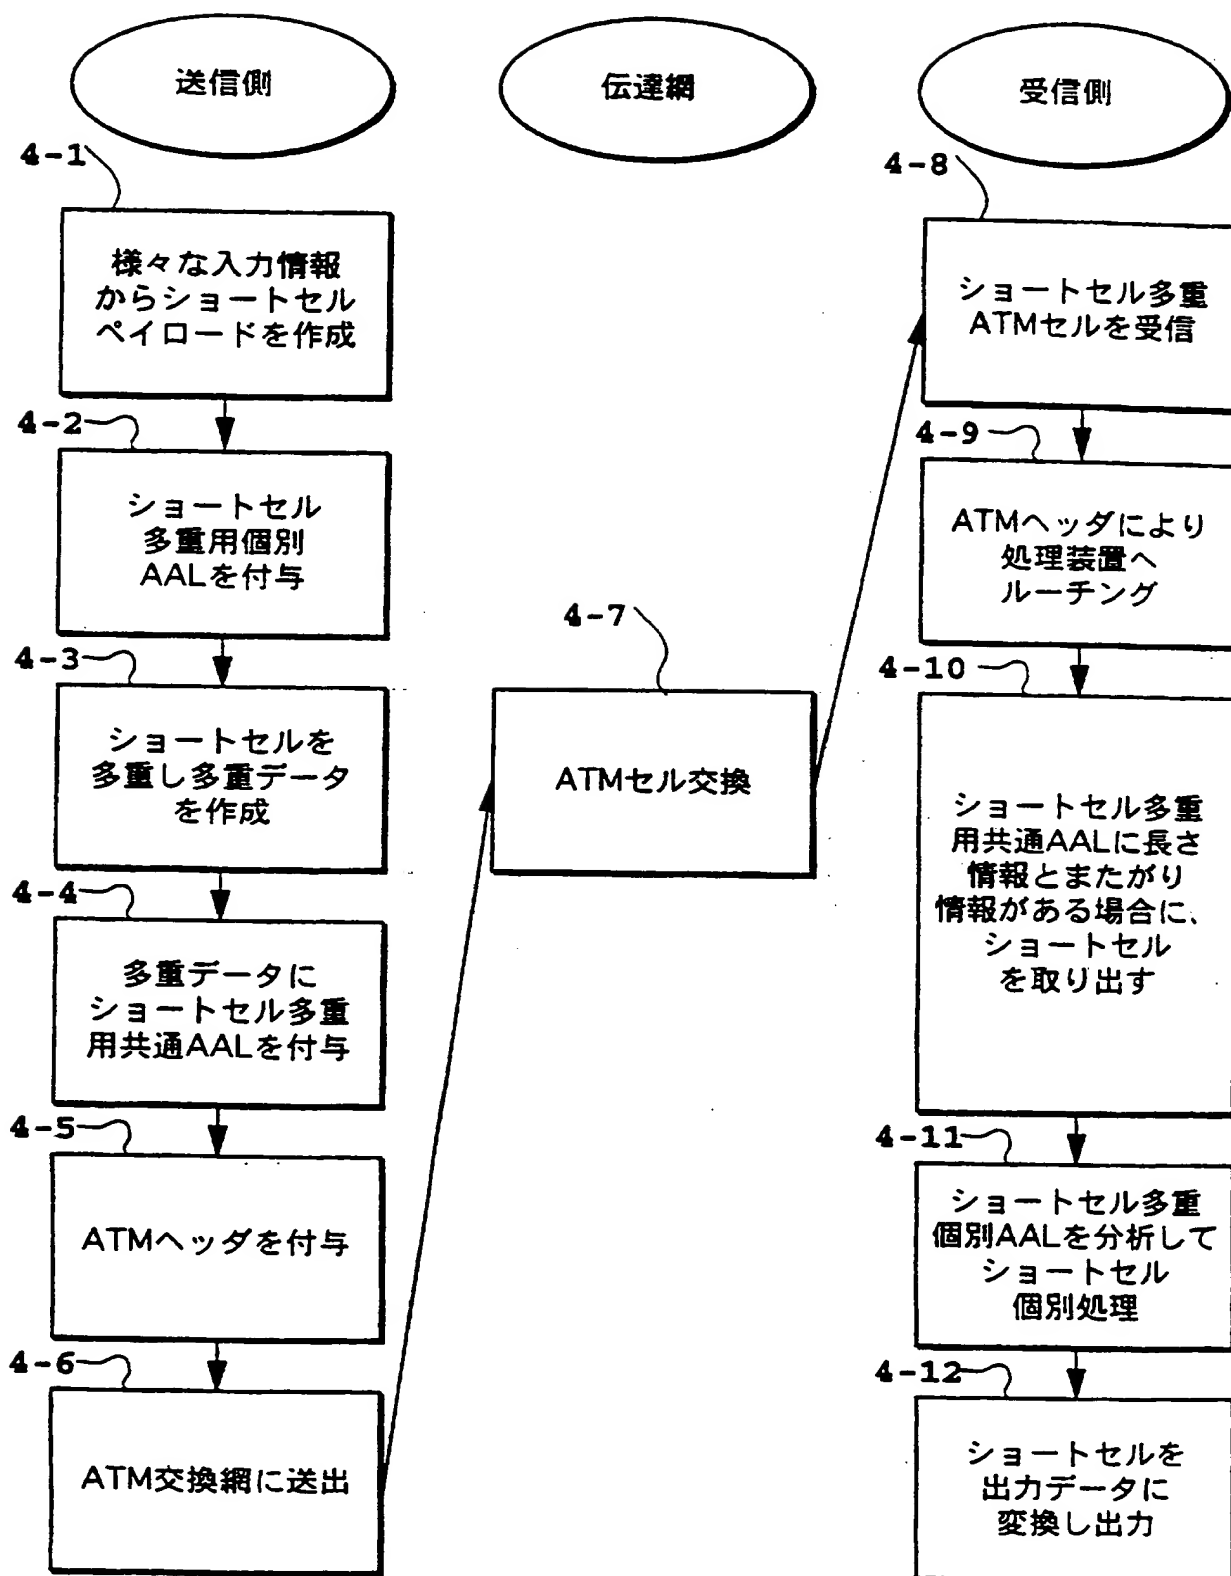 送信側
伝達網
受信側
4-1
様々な入力情報
からショートセル
ペイロードを作成
4-2
ショートセル
多重用個別
AALを付与
4-3
ショートセルを
多重し多重データ
を作成
4-4
多重データに
ショートセル多重
用共通AALを付与
4-5
ATMヘッダを付与
4-6
ATM交換網に送出
4-7
ATMセル交換
4-8
ショートセル多重
ATMセルを受信
4-9
ATMヘッダにより
処理装置へ
ルーチング
4-10
ショートセル多重
用共通AALに長さ
情報とまたがり
情報がある場合に、
ショートセル
を取り出す
4-11
ショートセル多重
個別AALを分析して
ショートセル
個別処理
4-12
ショートセルを
出力データに
変換し出力